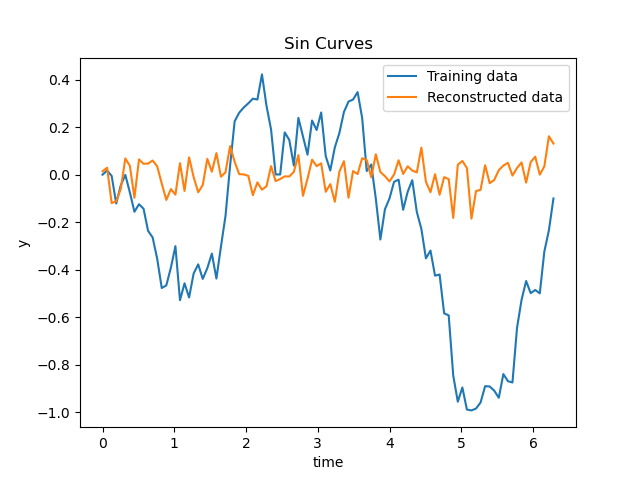 Sin Curves
Training data
Reconstructed data
y
0.4
0.2
0.0
−0.2
−0.4
−0.6
−0.8
−1.0
0 1 2 3 4 5 6
time